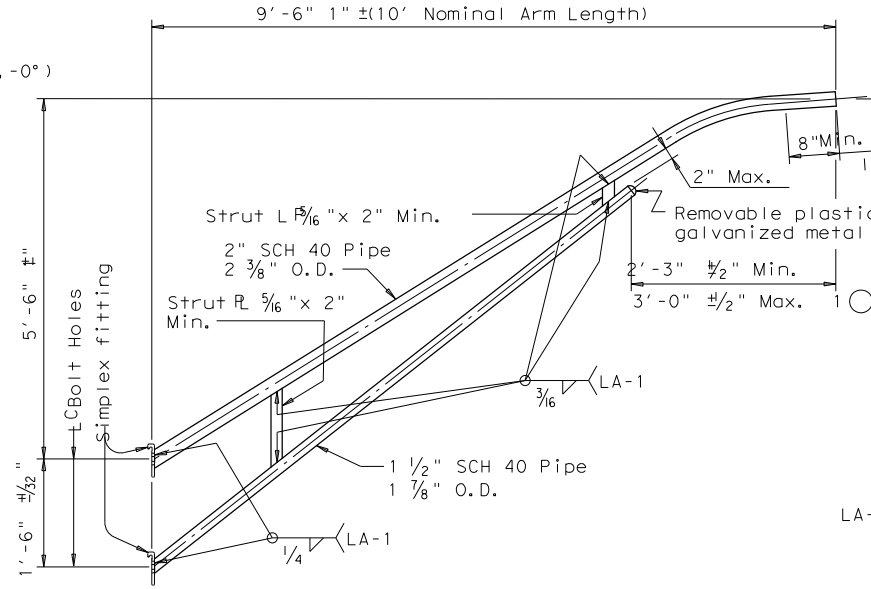 9'-6" 1" ±(10' Nominal Arm Length)
-0°)
8"Min.
1
2" Max.
Strut L P 5/16 "x 2" Min.
Removable plastic
galvanized metal
2" SCH 40 Pipe
2 3/8" O.D.
2'-3" ±1/2" Min.
3'-0" ±1/2" Max.
1
Strut PL 5/16 "x 2"
Min.
5'-6" ±"
LC Bolt Holes
Simplex fitting
3/16
LA-1
1 1/2" SCH 40 Pipe
1 7/8" O.D.
1'-6" ±1/32"
LA-
1/4
LA-1